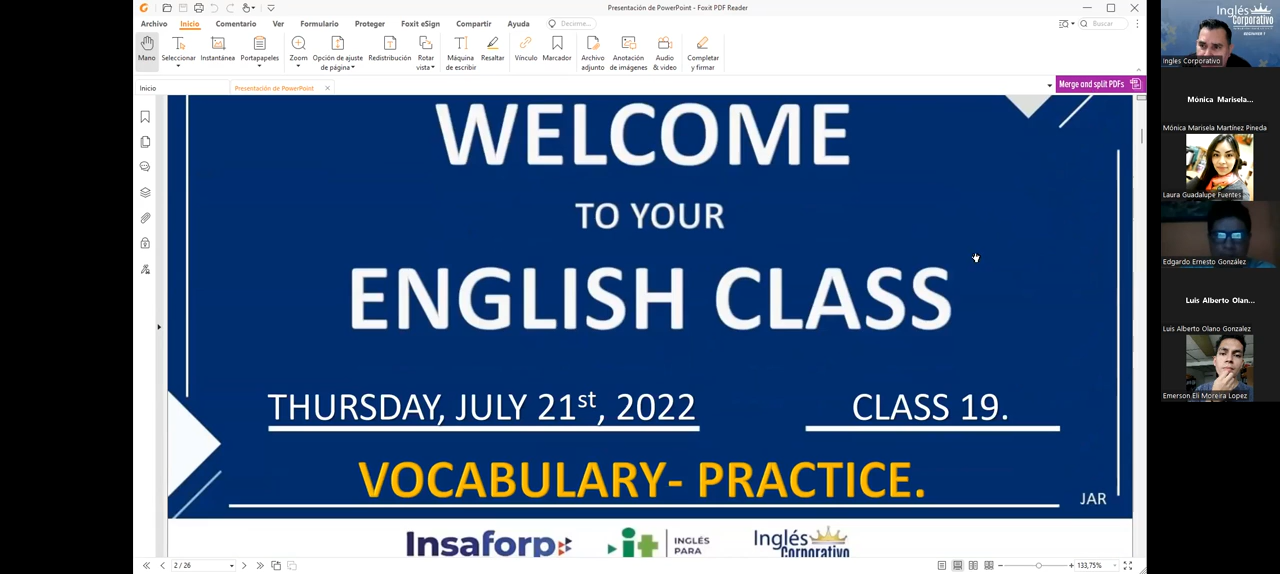 Presentación de PowerPoint - Foxit PDF Reader
Archivo Inicio Comentario Ver Formulario Proteger Foxit eSign Compartir Ayuda Decirme... Buscar
Mano Seleccionar Instantánea Portapapeles Zoom Opción de ajuste de página Redistribución Rotar vista Máquina de escribir Resaltar Vínculo Marcador Archivo adjunto Anotación de imágenes Audio & video Completar y firmar
Inicio Presentación de PowerPoint Merge and split PDFs
WELCOME
TO YOUR
ENGLISH CLASS
THURSDAY, JULY 21st, 2022 CLASS 19.
VOCABULARY- PRACTICE.
JAR
Insaforp it INGLÉS PARA Inglés Corporativo
2 / 26 133,75%
Inglés
Corporativo
BEGINNER 1
Ingles Corporativo
Mónica Marisela...
Mónica Marisela Martínez Pineda
Laura Guadalupe Fuentes
Edgardo Ernesto González
Luis Alberto Olan...
Luis Alberto Olano Gonzalez
Emerson Eli Moreira Lopez